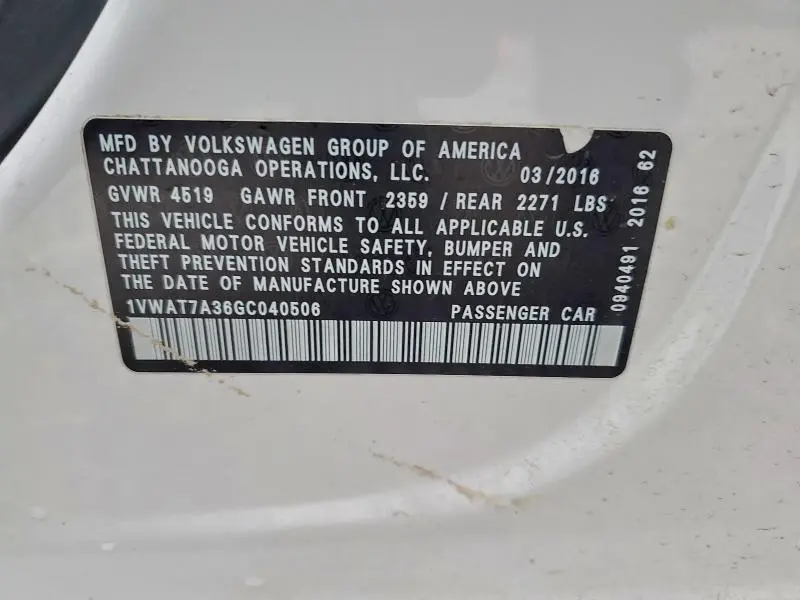 MFD BY VOLKSWAGEN GROUP OF AMERICA
CHATTANOOGA OPERATIONS, LLC. 03/2016
GVWR 4519 GAWR FRONT 2359 / REAR 2271 LBS
THIS VEHICLE CONFORMS TO ALL APPLICABLE U.S.
FEDERAL MOTOR VEHICLE SAFETY, BUMPER AND
THEFT PREVENTION STANDARDS IN EFFECT ON
THE DATE OF MANUFACTURE SHOWN ABOVE
1VWAT7A36GC040506 PASSENGER CAR
0940491 2016 62